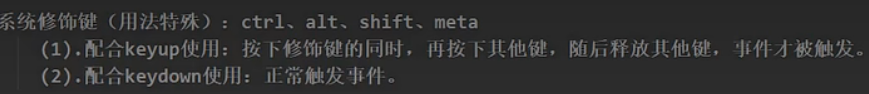 系统修饰键（用法特殊）：ctrl、alt、shift、meta
(1).配合keyup使用：按下修饰键的同时，再按下其他键，随后释放其他键，事件才被触发。
(2).配合keydown使用：正常触发事件。